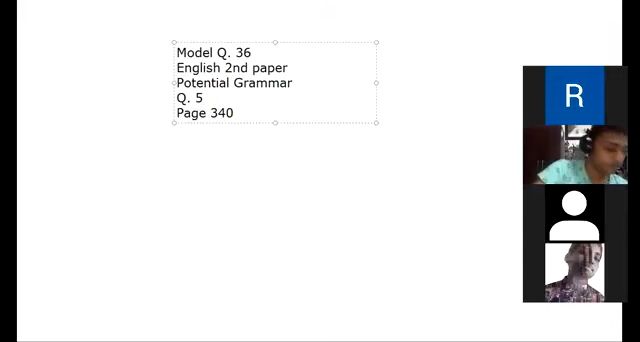 Model Q. 36
English 2nd paper
Potential Grammar
Q. 5
Page 340
R